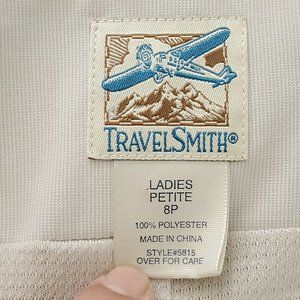 TRAVELSMITH®
LADIES
PETITE
8P
100% POLYESTER
MADE IN CHINA
STYLE#5815
OVER FOR CARE